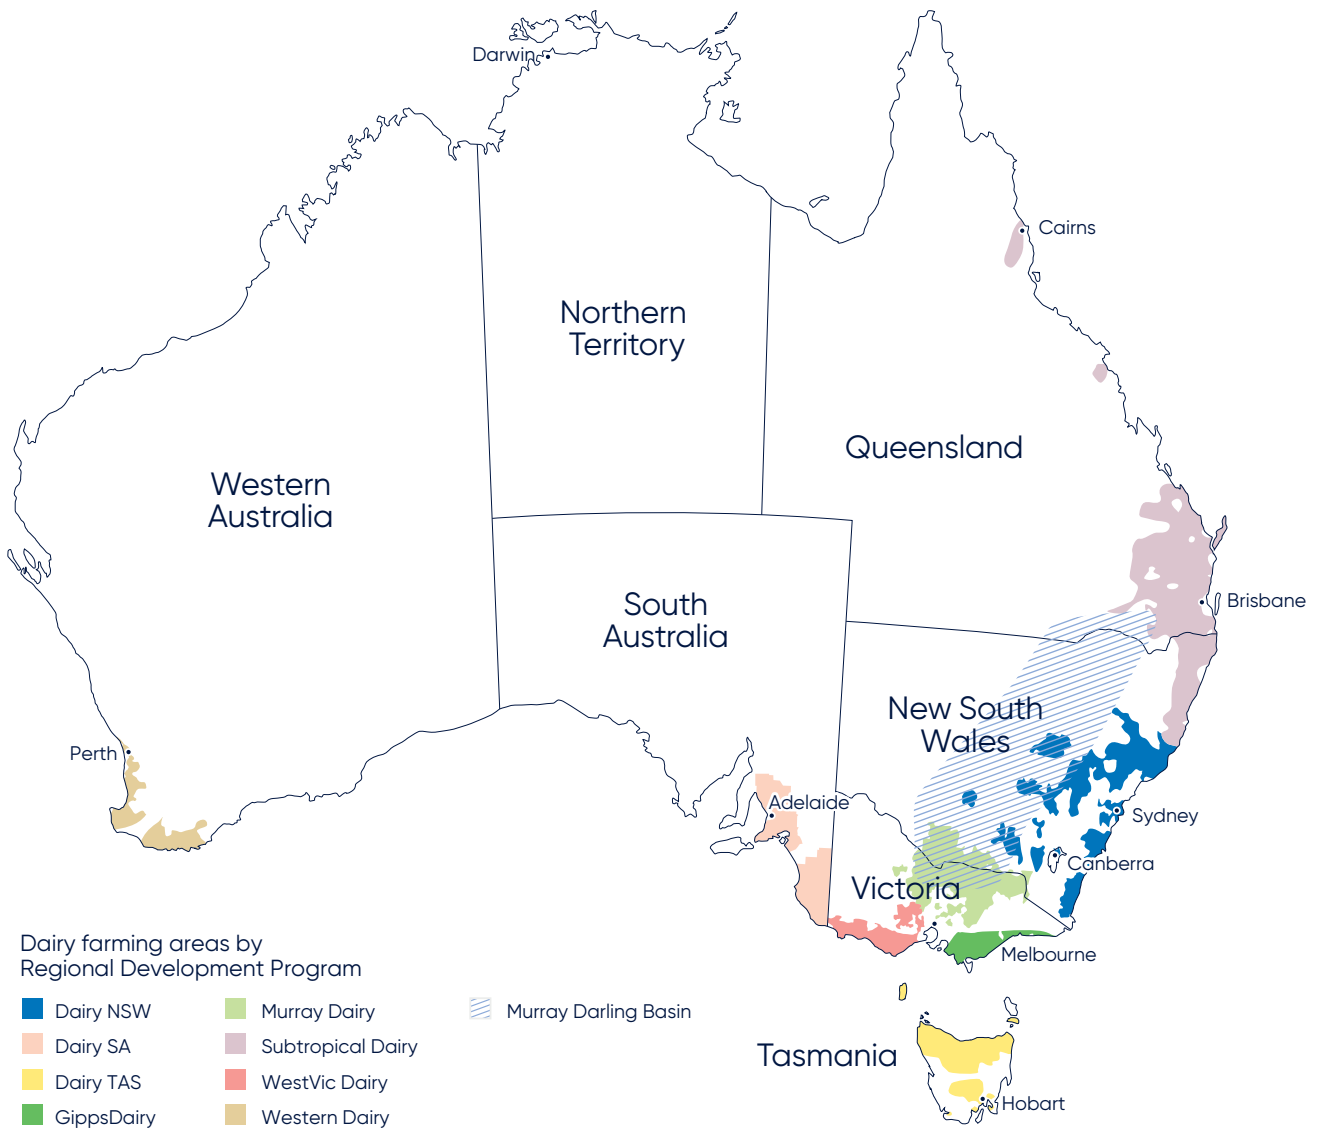 Darwin
Cairns
Northern
Territory
Queensland
Western
Australia
South
Australia
Brisbane
New South
Wales
Perth
Adelaide
Sydney
Canberra
Victoria
Melbourne
Tasmania
Hobart
Dairy farming areas by
Regional Development Program
Dairy NSW
Dairy SA
Dairy TAS
GippsDairy
Murray Dairy
Subtropical Dairy
WestVic Dairy
Western Dairy
Murray Darling Basin